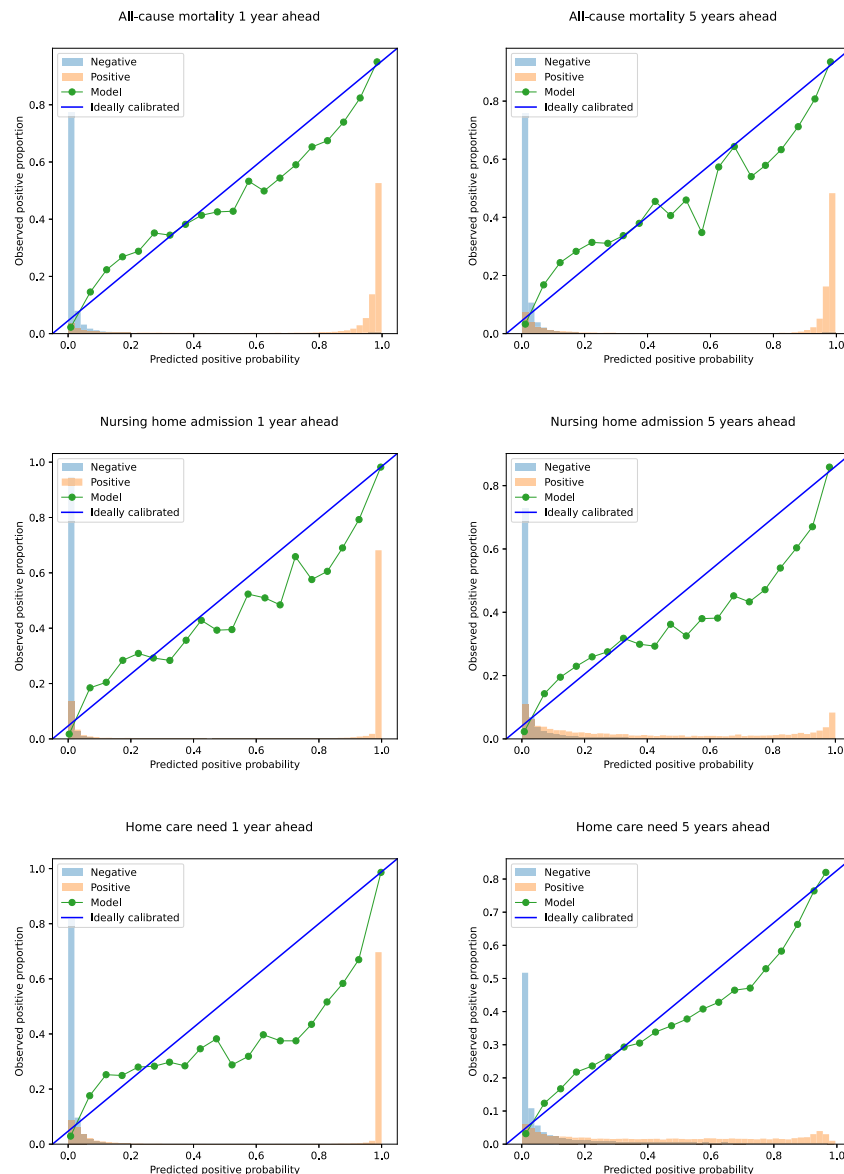 All-cause mortality 1 year ahead
Negative
Positive
Model
Ideally calibrated
Observed positive proportion
0.8
0.6
0.4
0.2
0.0
0.0 0.2 0.4 0.6 0.8 1.0
Predicted positive probability
All-cause mortality 5 years ahead
Negative
Positive
Model
Ideally calibrated
Observed positive proportion
0.8
0.6
0.4
0.2
0.0
0.0 0.2 0.4 0.6 0.8 1.0
Predicted positive probability
Nursing home admission 1 year ahead
Negative
Positive
Model
Ideally calibrated
Observed positive proportion
1.0
0.8
0.6
0.4
0.2
0.0
0.0 0.2 0.4 0.6 0.8 1.0
Predicted positive probability
Nursing home admission 5 years ahead
Negative
Positive
Model
Ideally calibrated
Observed positive proportion
0.8
0.6
0.4
0.2
0.0
0.0 0.2 0.4 0.6 0.8 1.0
Predicted positive probability
Home care need 1 year ahead
Negative
Positive
Model
Ideally calibrated
Observed positive proportion
1.0
0.8
0.6
0.4
0.2
0.0
0.0 0.2 0.4 0.6 0.8 1.0
Predicted positive probability
Home care need 5 years ahead
Negative
Positive
Model
Ideally calibrated
Observed positive proportion
0.8
0.7
0.6
0.5
0.4
0.3
0.2
0.1
0.0
0.0 0.2 0.4 0.6 0.8 1.0
Predicted positive probability